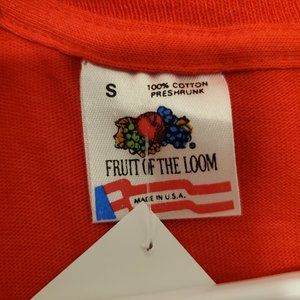 S
100% COTTON
PRESHRUNK
FRUIT OF THE LOOM
MADE IN U.S.A.